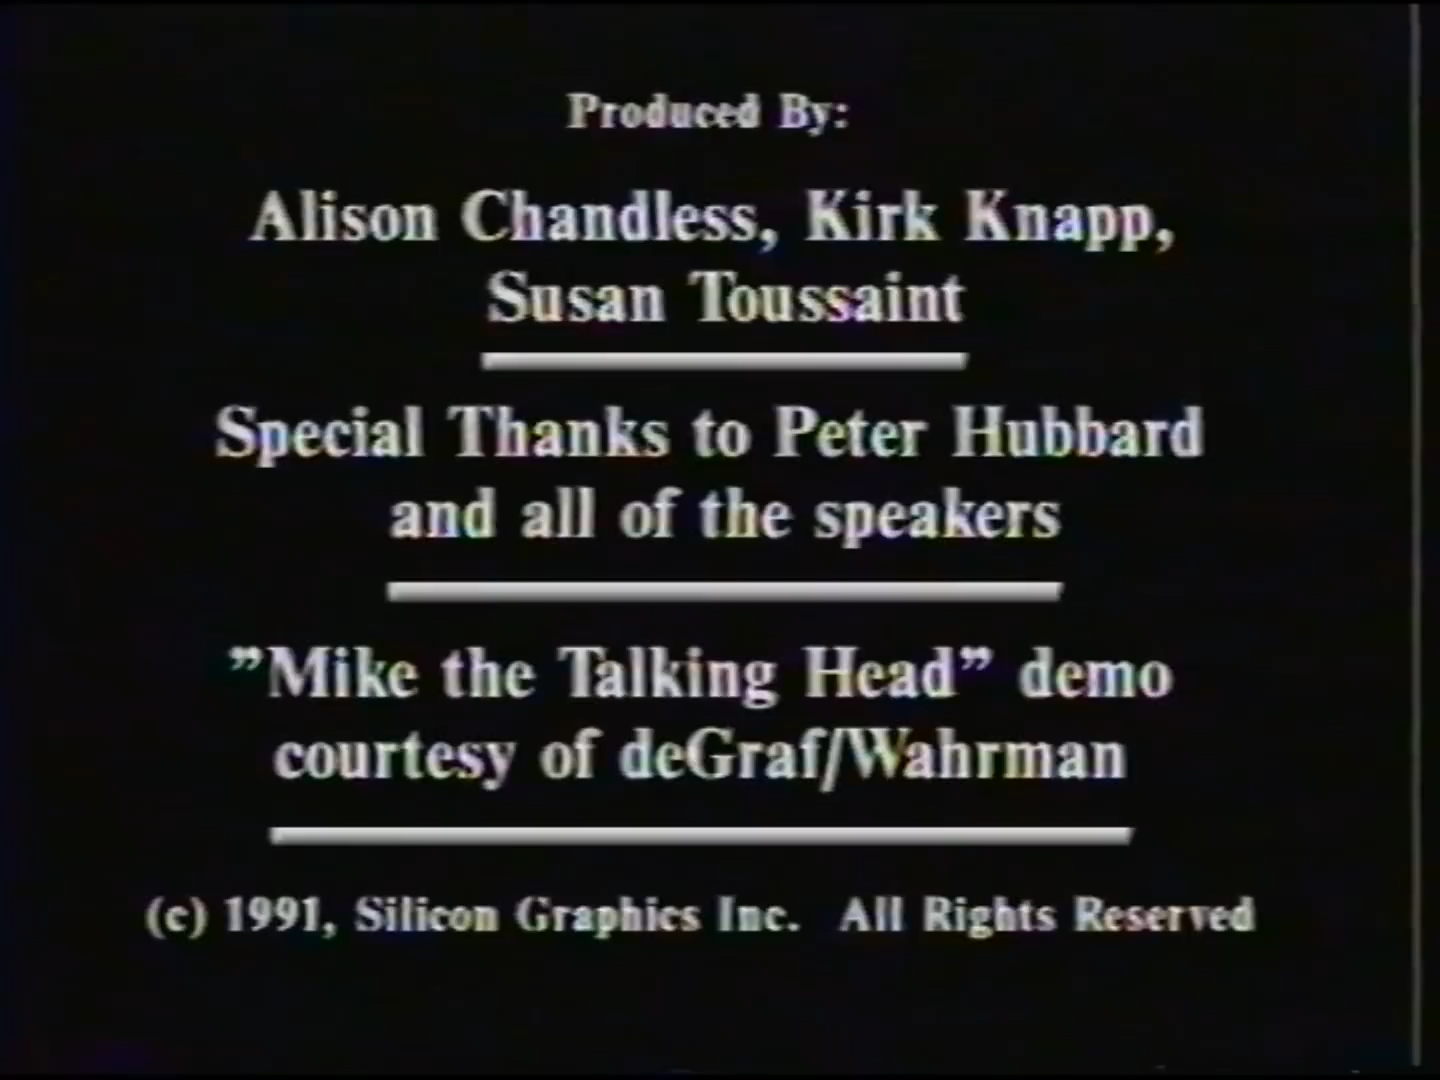 Produced By:
Alison Chandless, Kirk Knapp,
Susan Toussaint
Special Thanks to Peter Hubbard
and all of the speakers
”Mike the Talking Head” demo
courtesy of deGraf/Wahrman
(c) 1991, Silicon Graphics Inc. All Rights Reserved